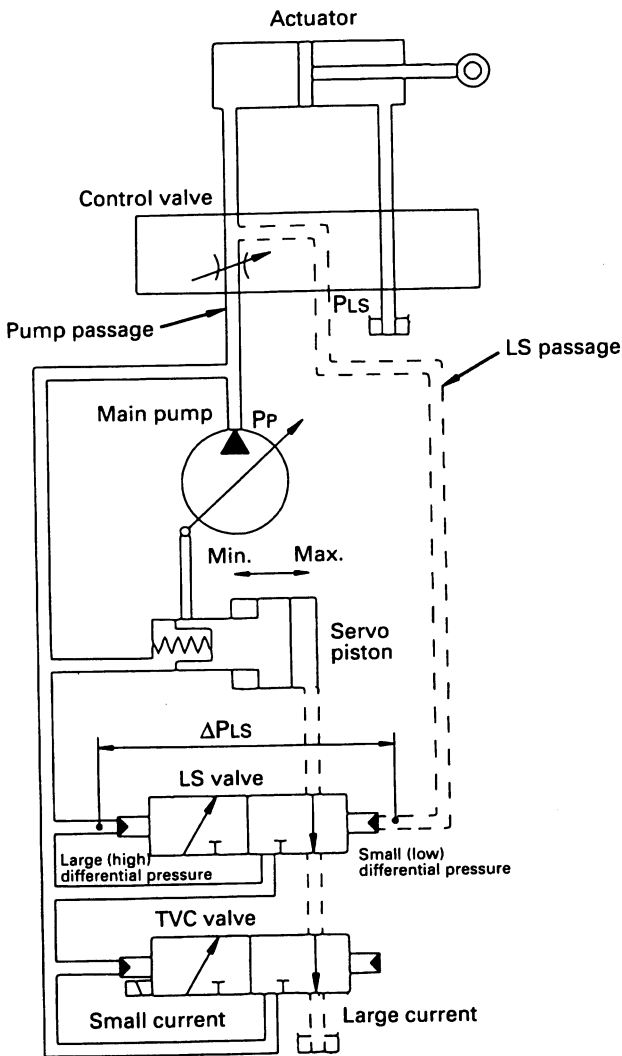 Actuator
Control valve
PLS
Pump passage
LS passage
Main pump
PP
Min.
Max.
Servo
piston
ΔPLS
LS valve
Large (high)
differential pressure
Small (low)
differential pressure
TVC valve
Small current
Large current